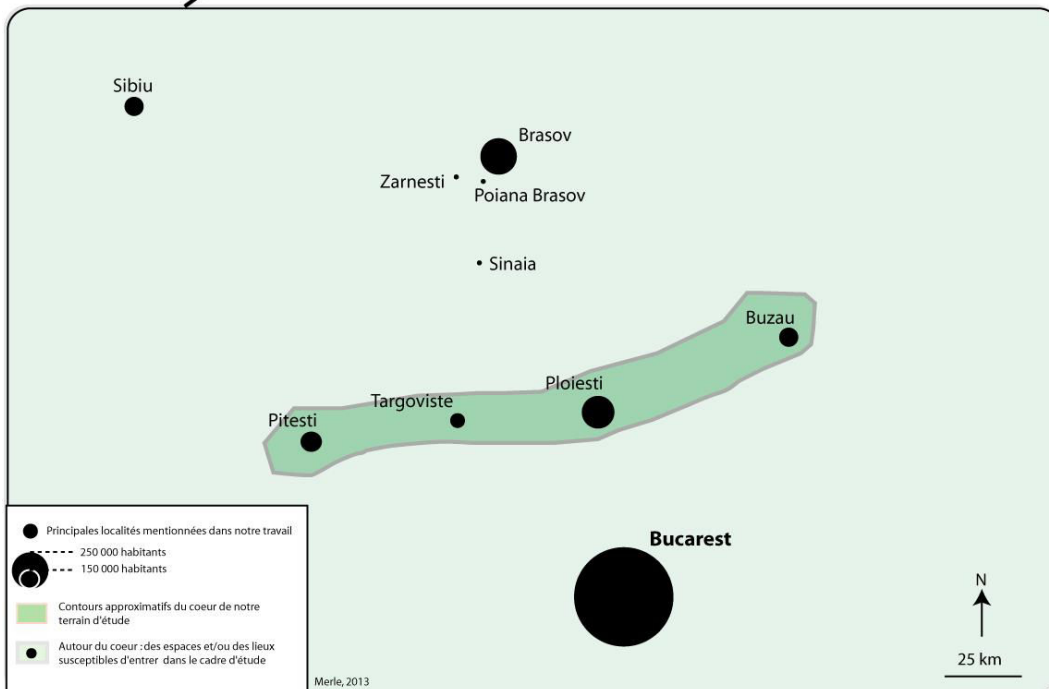 Sibiu
Brasov
Zarnesti
Poiana Brasov
Sinaia
Buzau
Ploiesti
Targoviste
Pitesti
Bucarest
Principales localités mentionnées dans notre travail
250 000 habitants
150 000 habitants
Contours approximatifs du coeur de notre
terrain d'étude
Autour du coeur : des espaces et/ou des lieux
susceptibles d'entrer dans le cadre d'étude
Merle, 2013
N
25 km